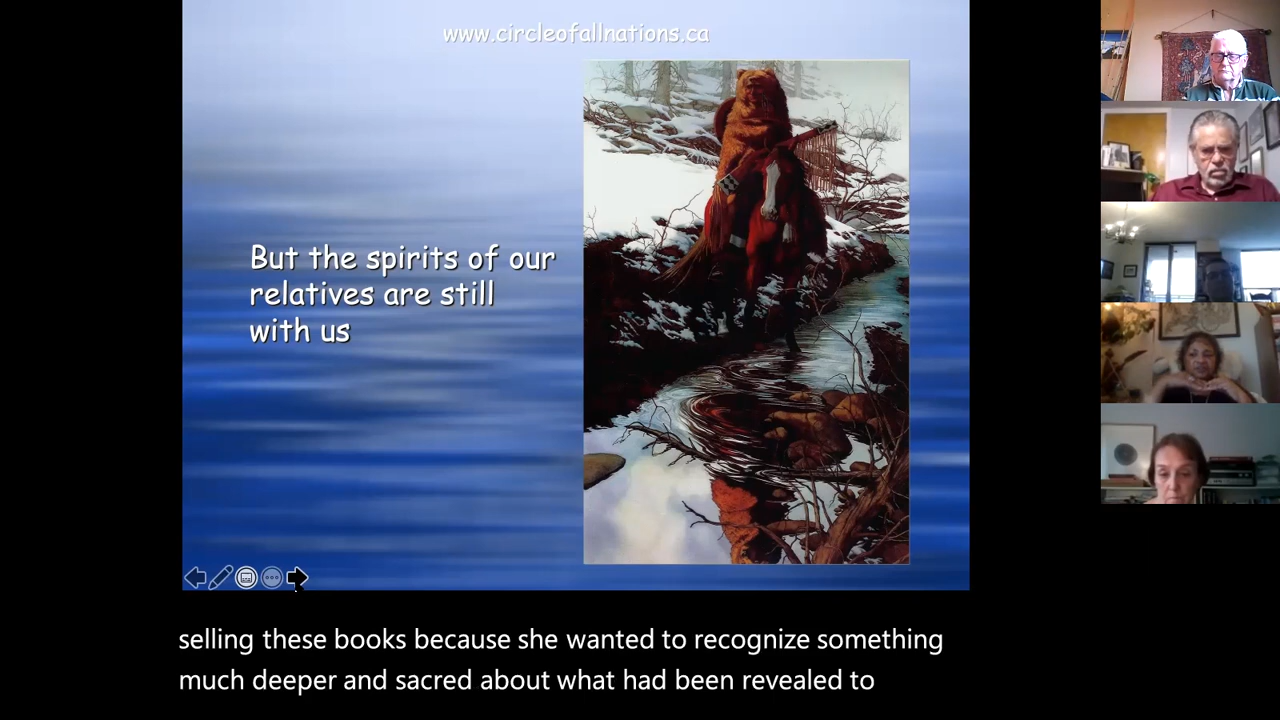 www.circleofallnations.ca
But the spirits of our
relatives are still
with us
selling these books because she wanted to recognize something
much deeper and sacred about what had been revealed to